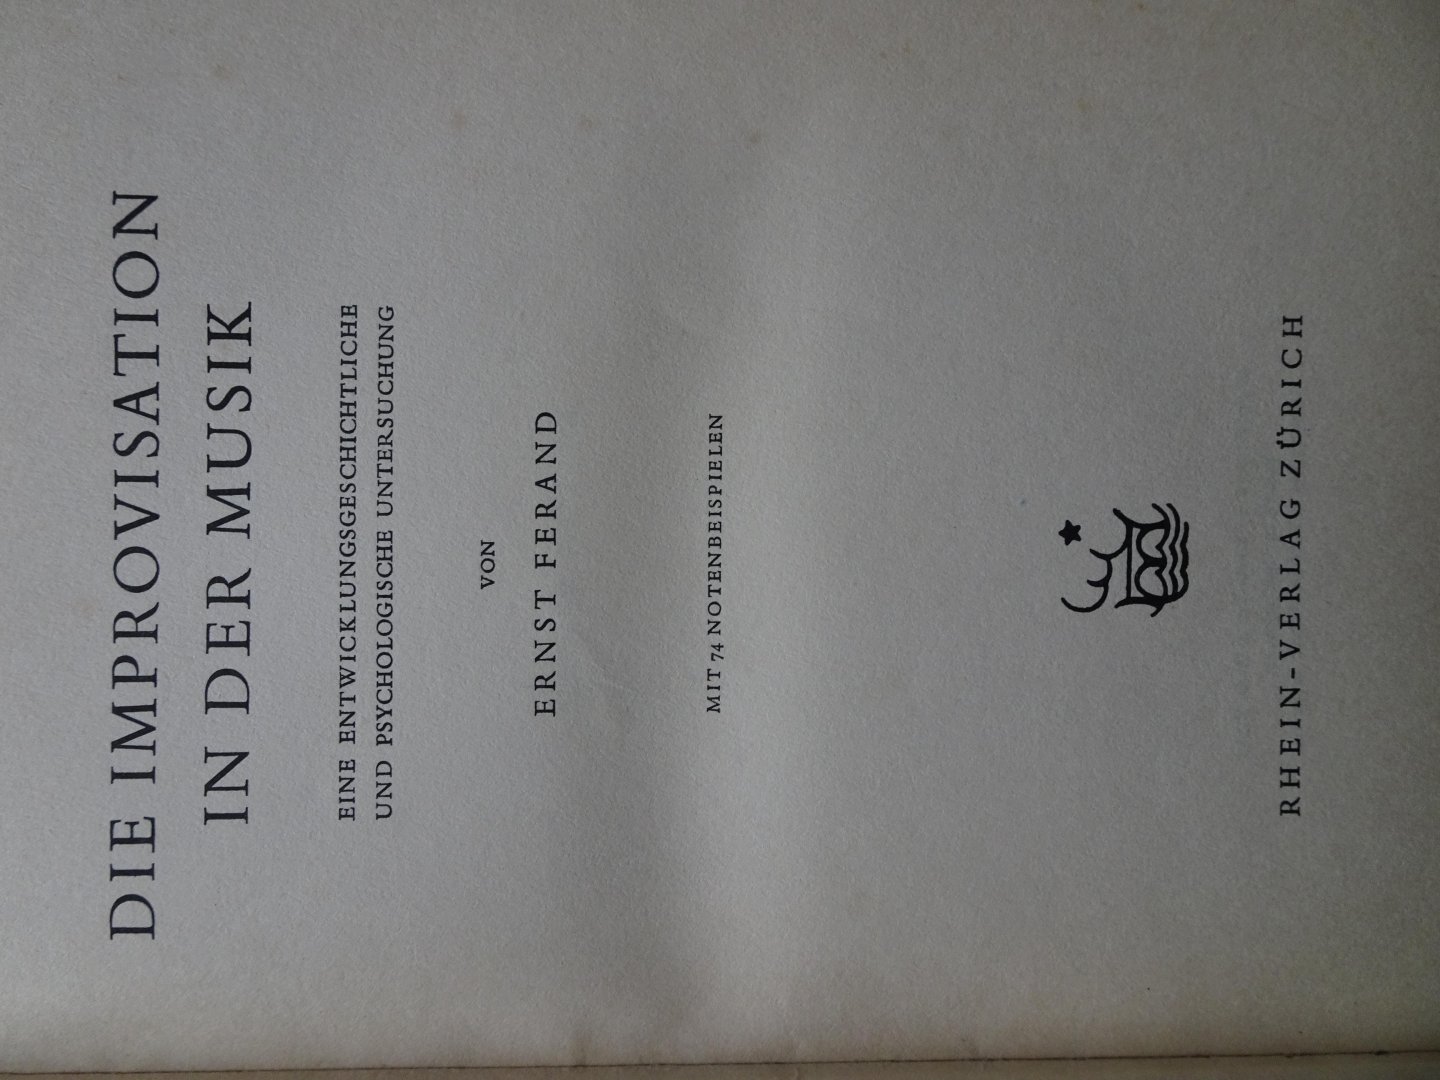 DIE IMPROVISATION
IN DER MUSIK
EINE ENTWICKLUNGSGESCHICHTLICHE
UND PSYCHOLOGISCHE UNTERSUCHUNG
VON
ERNST FERAND
MIT 74 NOTENBEISPIELEN
RHEIN-VERLAG ZÜRICH